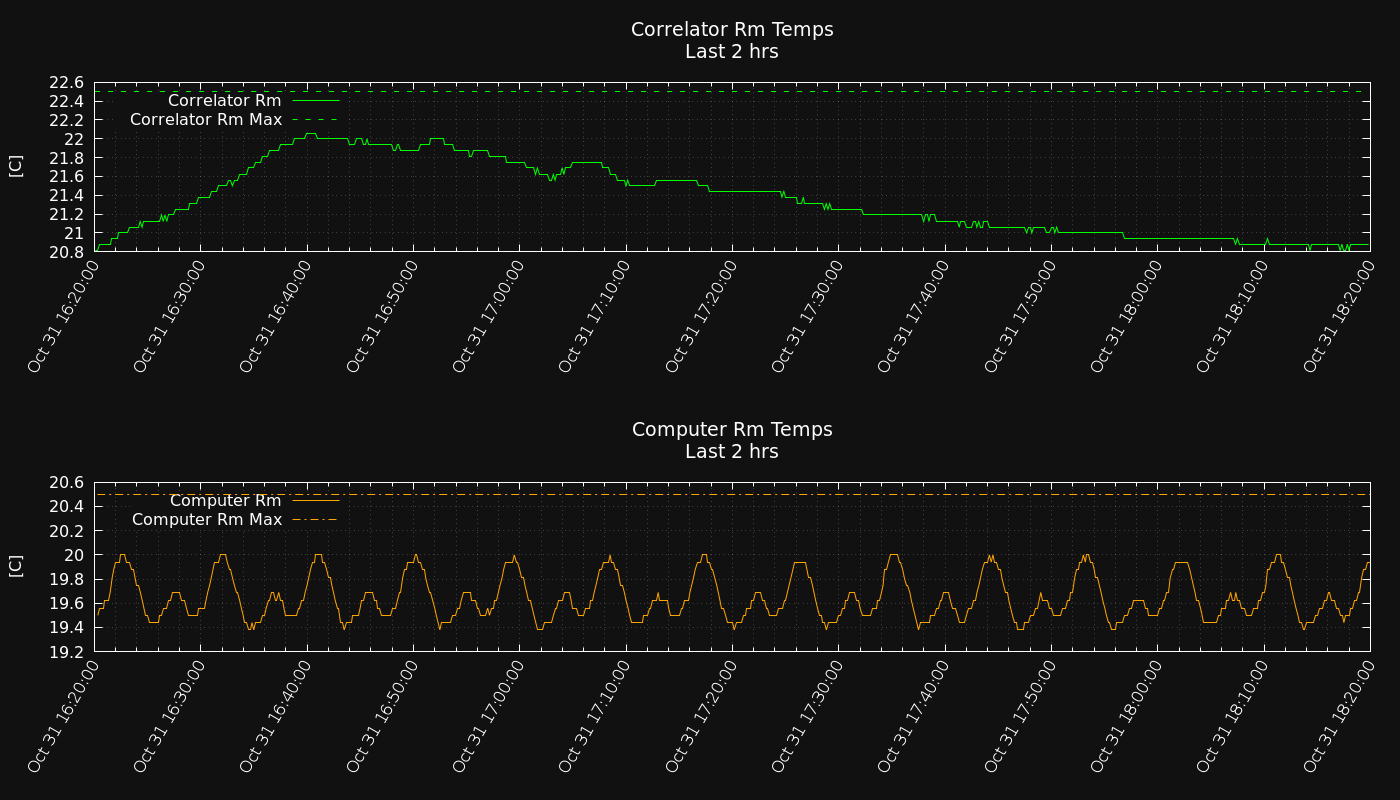 Correlator Rm Temps
Last 2 hrs
22.6
22.4
22.2
22
21.8
21.6
21.4
21.2
21
20.8
[C]
Correlator Rm
Correlator Rm Max
Oct 31 16:20:00
Oct 31 16:30:00
Oct 31 16:40:00
Oct 31 16:50:00
Oct 31 17:00:00
Oct 31 17:10:00
Oct 31 17:20:00
Oct 31 17:30:00
Oct 31 17:40:00
Oct 31 17:50:00
Oct 31 18:00:00
Oct 31 18:10:00
Oct 31 18:20:00
Computer Rm Temps
Last 2 hrs
20.6
20.4
20.2
20
19.8
19.6
19.4
19.2
[C]
Computer Rm
Computer Rm Max
Oct 31 16:20:00
Oct 31 16:30:00
Oct 31 16:40:00
Oct 31 16:50:00
Oct 31 17:00:00
Oct 31 17:10:00
Oct 31 17:20:00
Oct 31 17:30:00
Oct 31 17:40:00
Oct 31 17:50:00
Oct 31 18:00:00
Oct 31 18:10:00
Oct 31 18:20:00